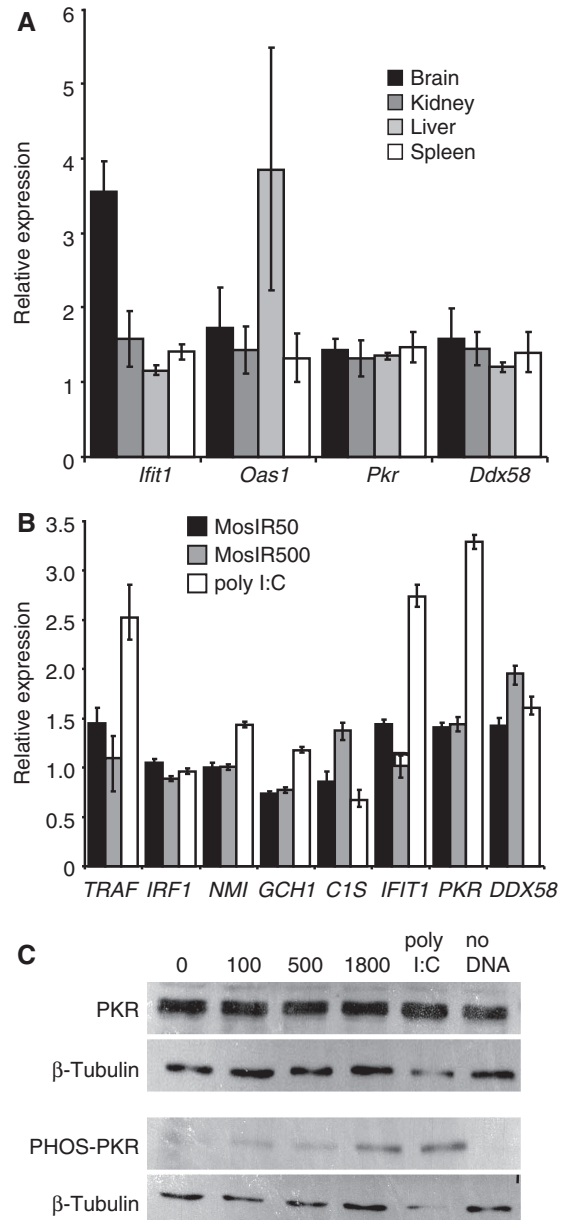 A
6
5
4
3
2
1
0
Relative expression
Brain
Kidney
Liver
Spleen
Ifit1 Oas1 Pkr Ddx58
B
3.5
3.0
2.5
2.0
1.5
1.0
0.5
0
Relative expression
MosIR50
MosIR500
poly I:C
TRAF IRF1 NMI GCH1 C1S IFIT1 PKR DDX58
C
0 100 500 1800 poly I:C no DNA
PKR
β-Tubulin
PHOS-PKR
β-Tubulin